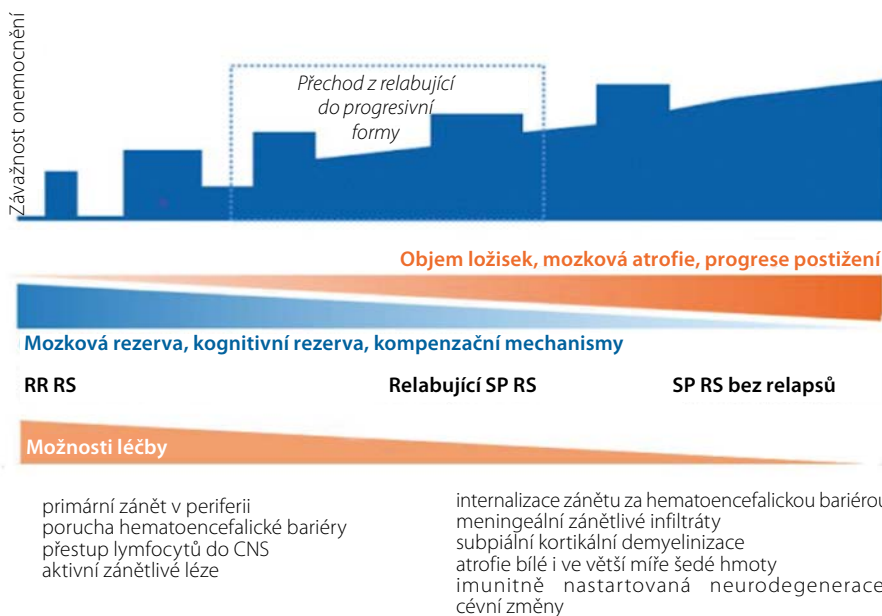 Závažnost onemocnění
Přechod z relabující
do progresivní
formy
Objem ložisek, mozková atrofie, progrese postižení
Mozková rezerva, kognitivní rezerva, kompenzační mechanismy
RR RS
Relabující SP RS
SP RS bez relapsů
Možnosti léčby
primární zánět v periferii
porucha hematoencefalické bariéry
přestup lymfocytů do CNS
aktivní zánětlivé léze
internalizace zánětu za hematoencefalickou bariérou
meningeální zánětlivé infiltráty
subpiální kortikální demyelinizace
atrofie bílé i ve větší míře šedé hmoty
imunitně nastartovaná neurodegenerace
cévní změny